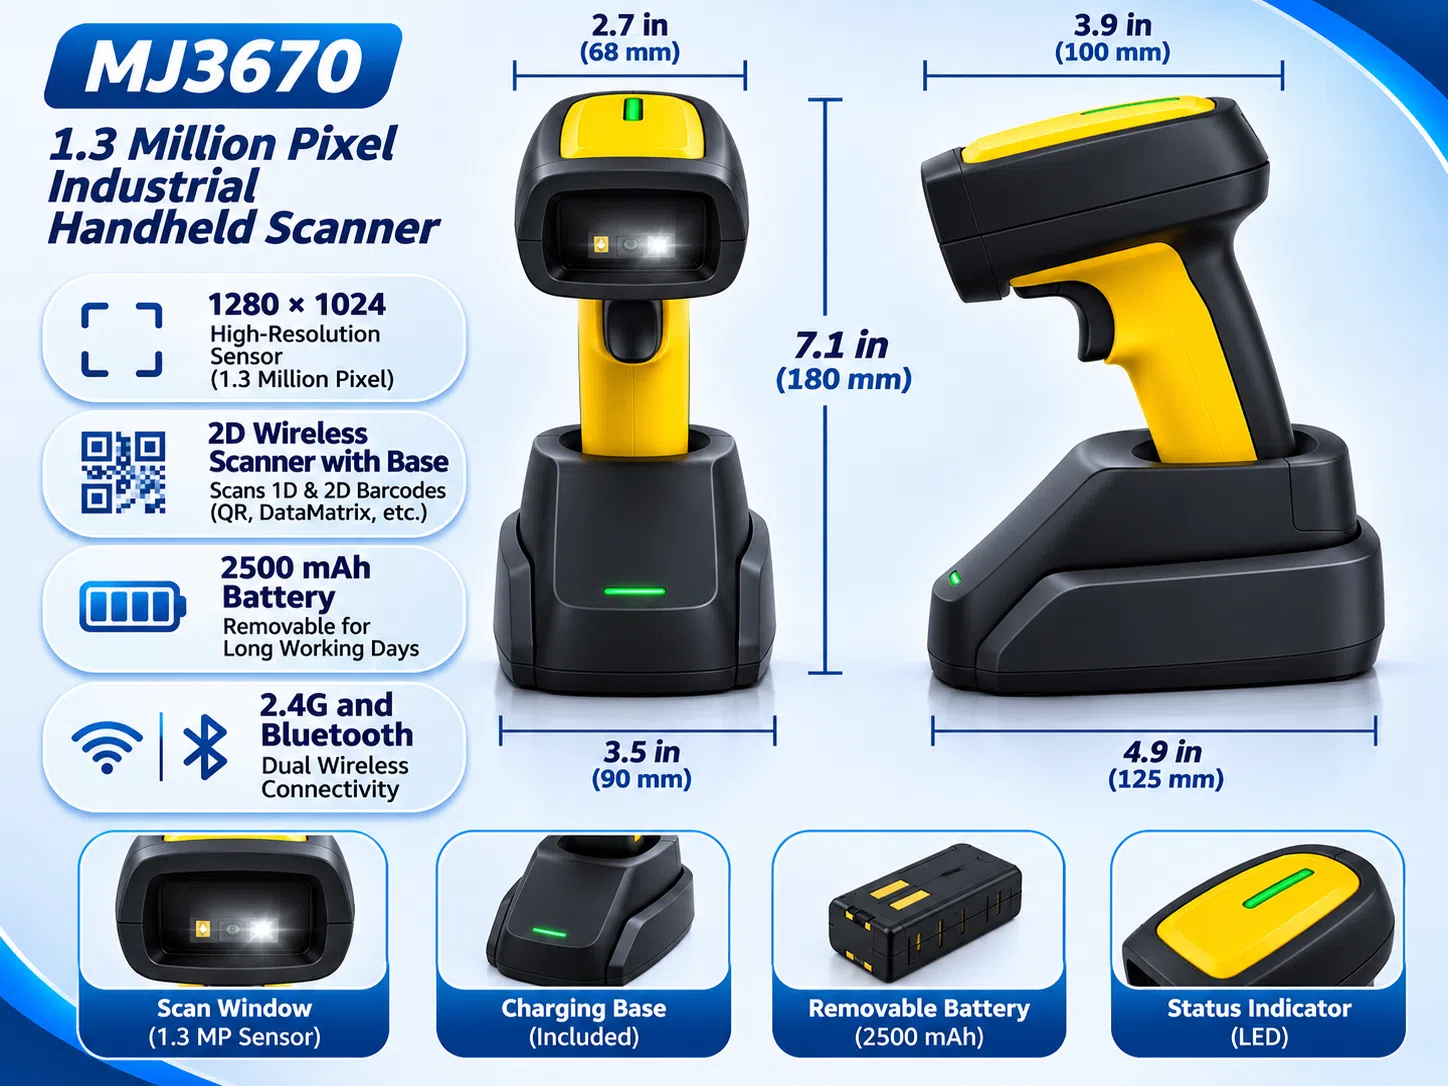 MJ3670
1.3 Million Pixel
Industrial
Handheld Scanner
1280 × 1024
High-Resolution
Sensor
(1.3 Million Pixel)
2D Wireless
Scanner with Base
Scans 1D & 2D Barcodes
(QR, DataMatrix, etc.)
2500 mAh
Battery
Removable for
Long Working Days
2.4G and
Bluetooth
Dual Wireless
Connectivity
2.7 in
(68 mm)
3.9 in
(100 mm)
7.1 in
(180 mm)
3.5 in
(90 mm)
4.9 in
(125 mm)
Scan Window
(1.3 MP Sensor)
Charging Base
(Included)
Removable Battery
(2500 mAh)
Status Indicator
(LED)